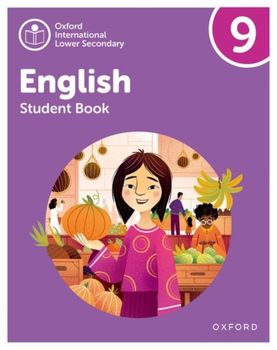 Oxford
International
Lower Secondary
9
English
Student Book
OXFORD